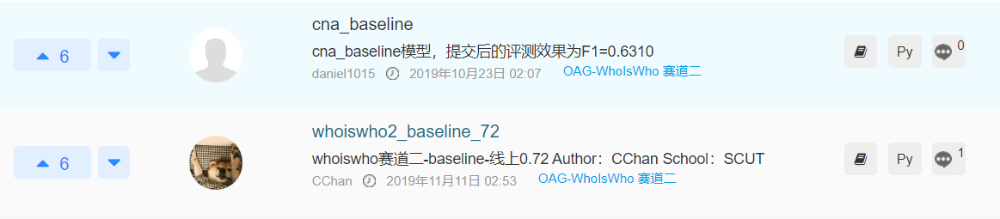 cna_baseline
6
cna_baseline模型，提交后的评测效果为F1=0.6310
Py
0
daniel1015 2019年10月23日 02:07 OAG-WhoIsWho 赛道二
whoiswho2_baseline_72
6
whoiswho赛道二-baseline-线上0.72 Author：CChan School：SCUT
Py
1
CChan 2019年11月11日 02:53 OAG-WhoIsWho 赛道二